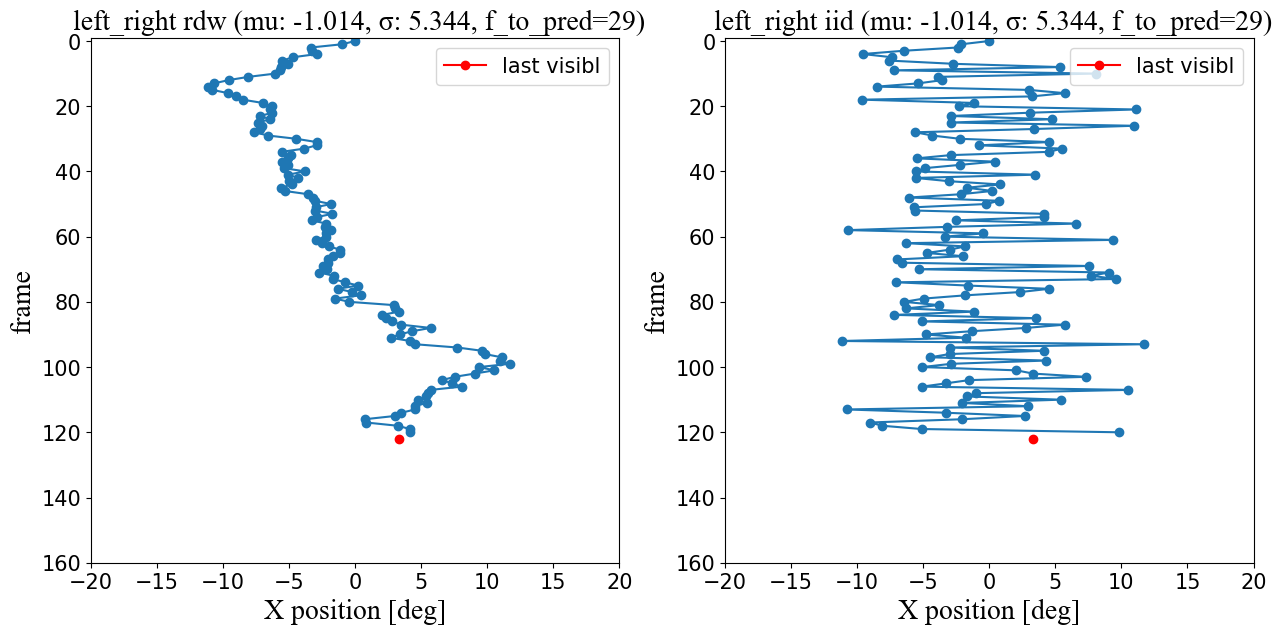 left_right rdw (mu: -1.014, σ: 5.344, f_to_pred=29)
last visibl
0
20
40
60
80
100
120
140
160
frame
−20 −15 −10 −5 0 5 10 15 20
X position [deg]
left_right iid (mu: -1.014, σ: 5.344, f_to_pred=29)
last visibl
0
20
40
60
80
100
120
140
160
frame
−20 −15 −10 −5 0 5 10 15 20
X position [deg]